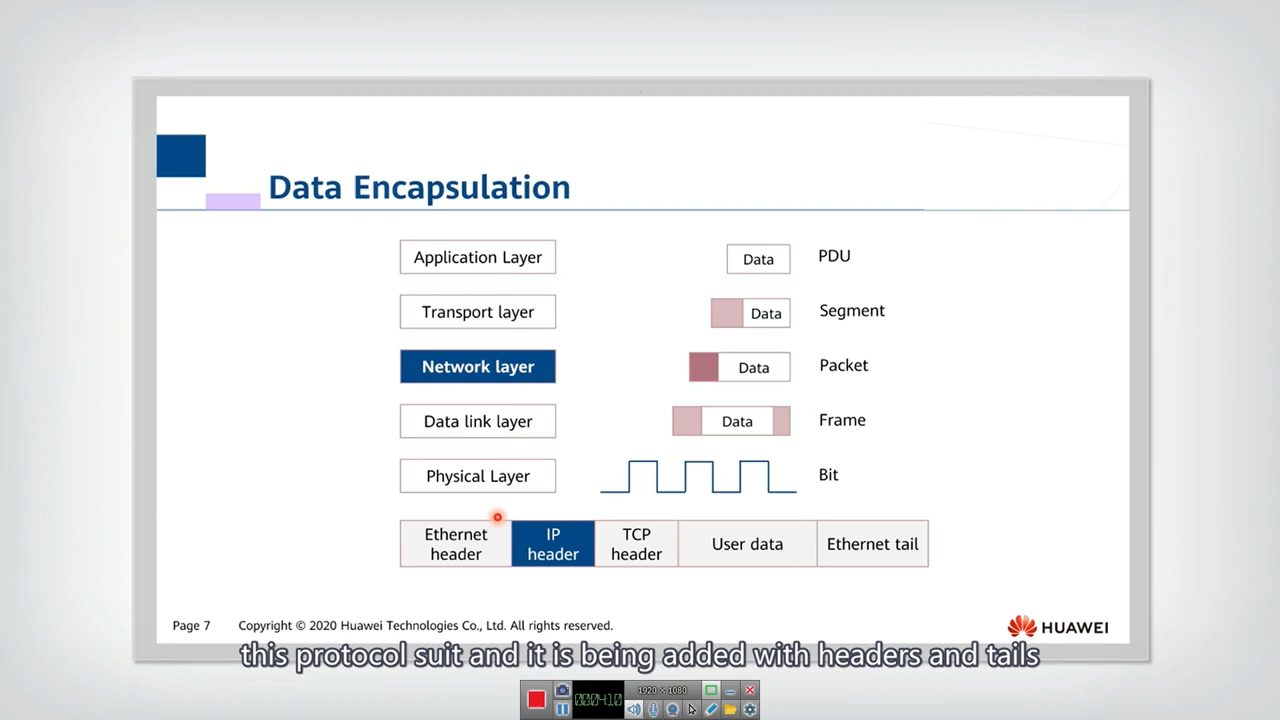 Data Encapsulation
Application Layer
Data
PDU
Transport layer
Data
Segment
Network layer
Data
Packet
Data link layer
Data
Frame
Physical Layer
Bit
Ethernet header
IP header
TCP header
User data
Ethernet tail
Page 7
Copyright © 2020 Huawei Technologies Co., Ltd. All rights reserved.
HUAWEI
this protocol suit and it is being added with headers and tails
1920 × 1080
000410